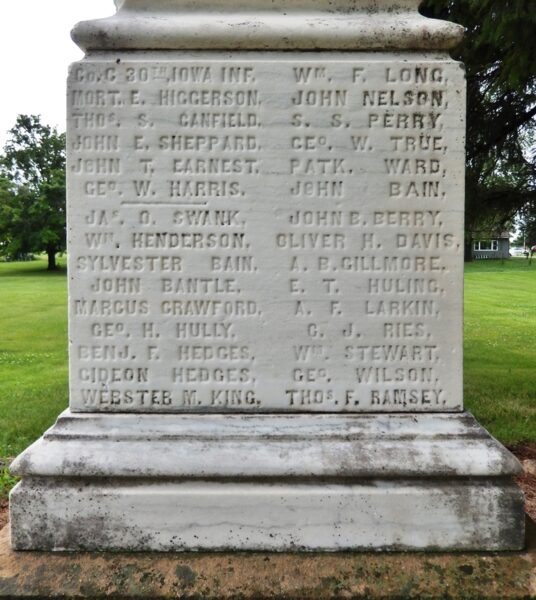 Co. C 30TH IOWA INF.
MORT. E. HIGGERSON,
THOS. S. CANFIELD,
JOHN E. SHEPPARD,
JOHN T. EARNEST,
GEO. W. HARRIS.
JAS. O. SWANK,
WM. HENDERSON,
SYLVESTER BAIN,
JOHN BANTLE,
MARCUS CRAWFORD,
GEO. H. HULLY,
BENJ. F. HEDGES,
GIDEON HEDGES,
WEBSTER M. KING,
WM. F. LONG,
JOHN NELSON,
S. S. PERRY,
GEO. W. TRUE,
PATK. WARD,
JOHN BAIN,
JOHN B. BERRY,
OLIVER H. DAVIS,
A. B. GILLMORE,
E. T. HULING,
A. F. LARKIN,
C. J. RIES,
WM. STEWART,
GEO. WILSON,
THOS. F. RAMSEY.